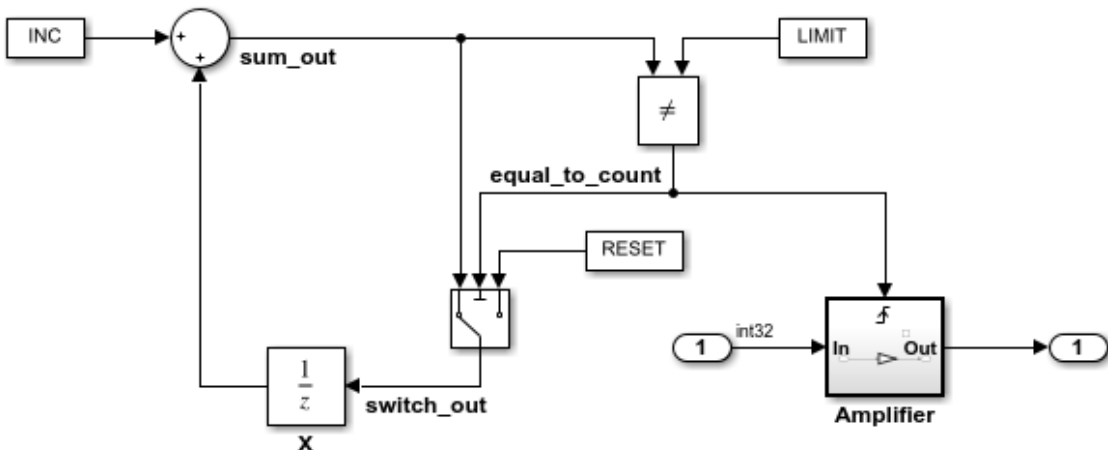 INC
+
+
sum_out
LIMIT
≠
equal_to_count
RESET
1
int32
In
Out
1
Amplifier
1
z
switch_out
X